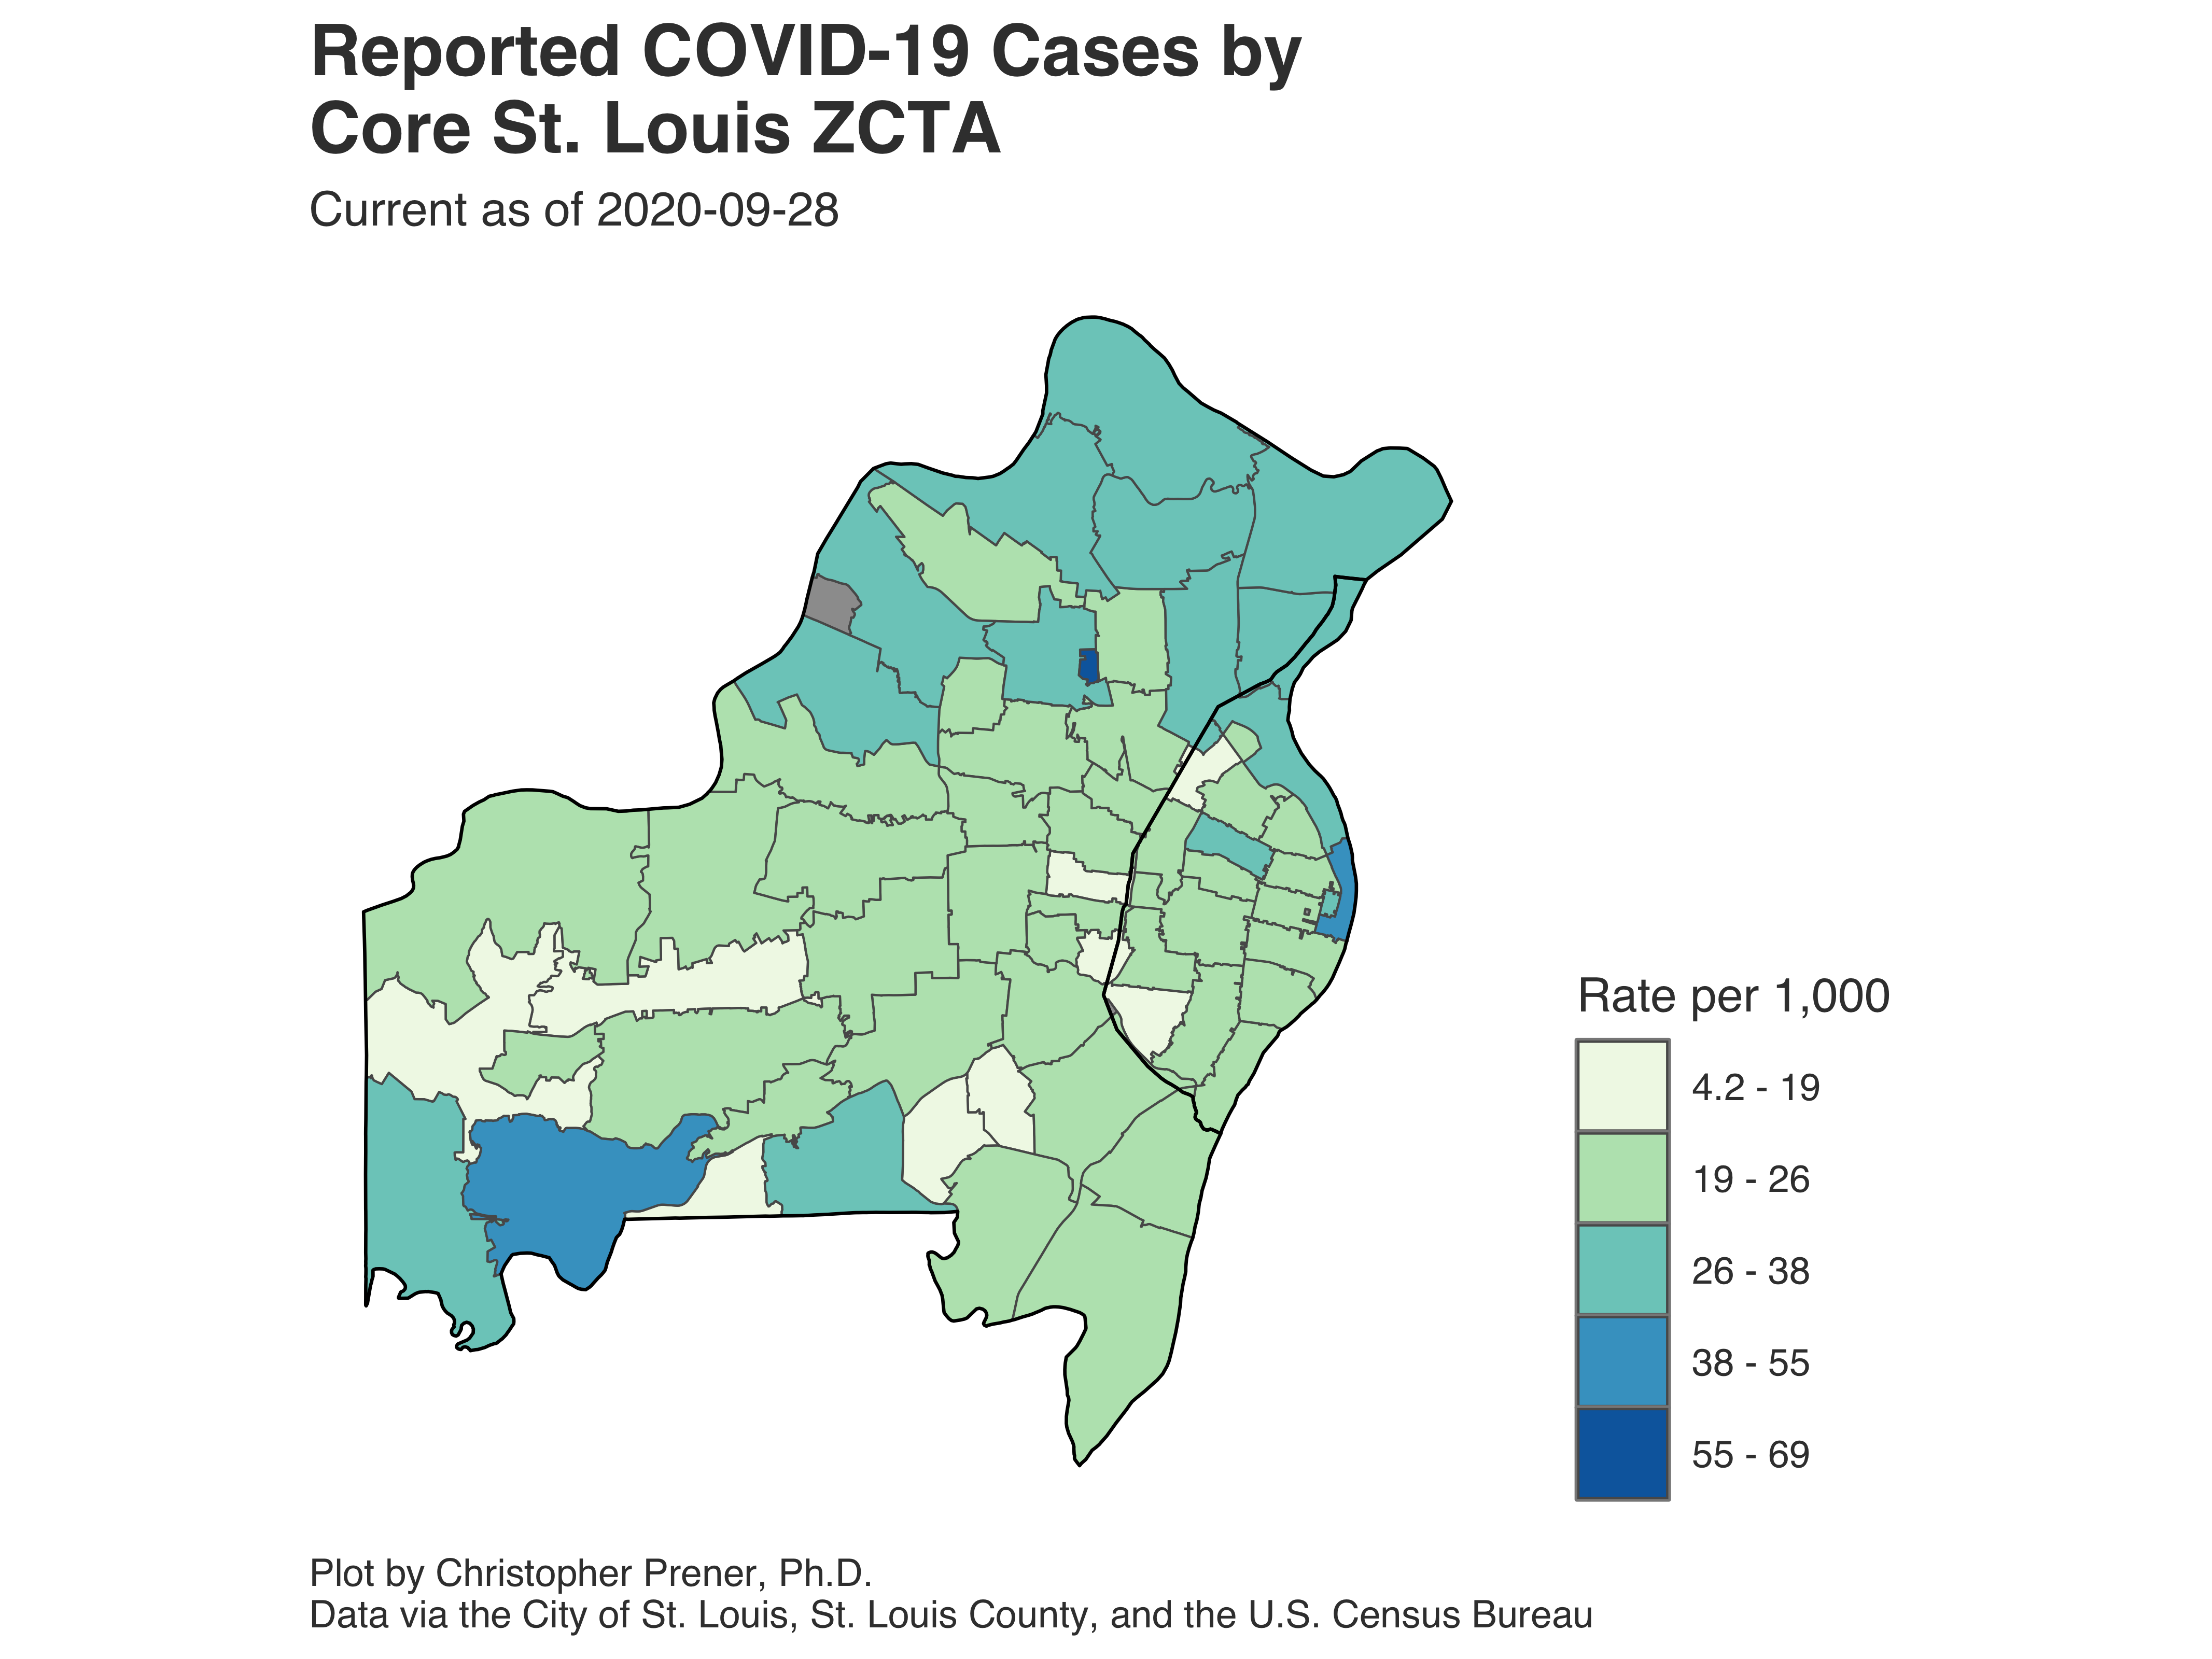 Reported COVID-19 Cases by
Core St. Louis ZCTA
Current as of 2020-09-28
Rate per 1,000
4.2 - 19
19 - 26
26 - 38
38 - 55
55 - 69
Plot by Christopher Prener, Ph.D.
Data via the City of St. Louis, St. Louis County, and the U.S. Census Bureau